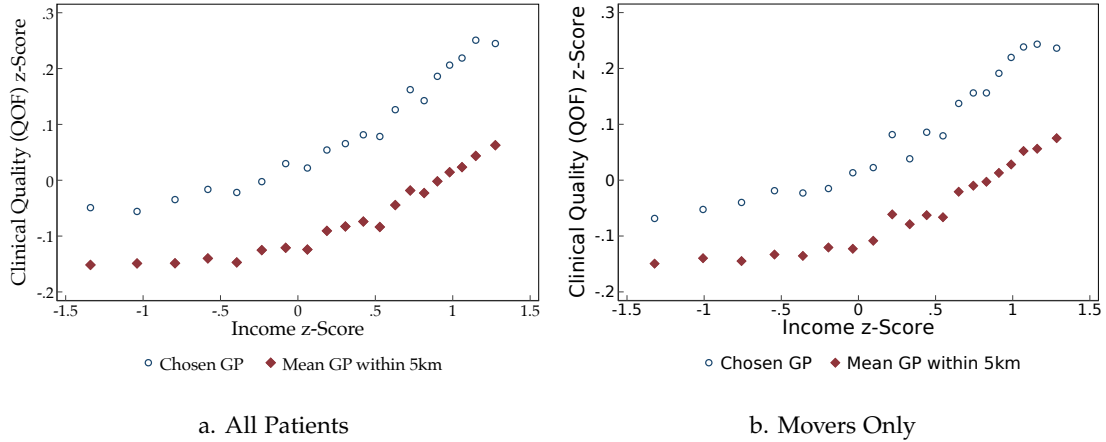 Clinical Quality (QOF) z-Score
.3
.2
.1
0
-.1
-.2
-1.5 -1 -.5 0 .5 1 1.5
Income z-Score
Chosen GP Mean GP within 5km
a. All Patients
Clinical Quality (QOF) z-Score
.3
.2
.1
0
-.1
-.2
-1.5 -1 -.5 0 .5 1 1.5
Income z-Score
Chosen GP Mean GP within 5km
b. Movers Only